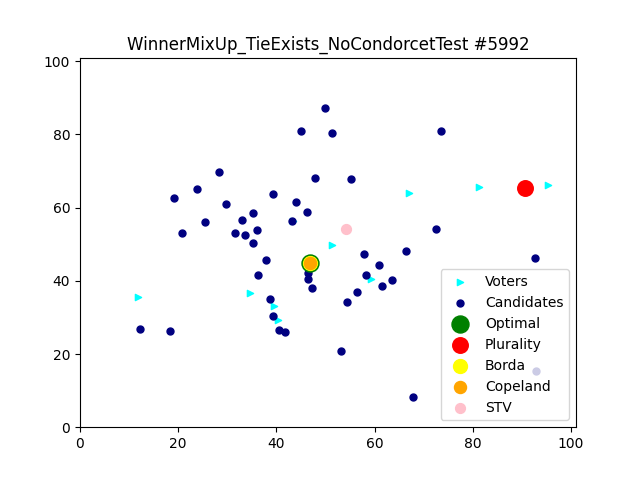 WinnerMixUp_TieExists_NoCondorcetTest #5992
100
80
60
40
20
0
Voters
Candidates
Optimal
Plurality
Borda
Copeland
STV
0 20 40 60 80 100